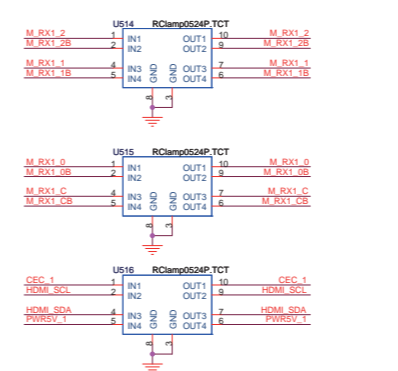 U514 RClamp0524P.TCT
M_RX1_2 1 IN1 OUT1 10 M_RX1_2
M_RX1_2B 2 IN2 OUT2 9 M_RX1_2B
M_RX1_1 4 IN3 OUT3 7 M_RX1_1
M_RX1_1B 5 IN4 OUT4 6 M_RX1_1B
GND GND
8 3
U515 RClamp0524P.TCT
M_RX1_0 1 IN1 OUT1 10 M_RX1_0
M_RX1_0B 2 IN2 OUT2 9 M_RX1_0B
M_RX1_C 4 IN3 OUT3 7 M_RX1_C
M_RX1_CB 5 IN4 OUT4 6 M_RX1_CB
GND GND
8 3
U516 RClamp0524P.TCT
CEC_1 1 IN1 OUT1 10 CEC_1
HDMI_SCL 2 IN2 OUT2 9 HDMI_SCL
HDMI_SDA 4 IN3 OUT3 7 HDMI_SDA
PWR5V_1 5 IN4 OUT4 6 PWR5V_1
GND GND
8 3